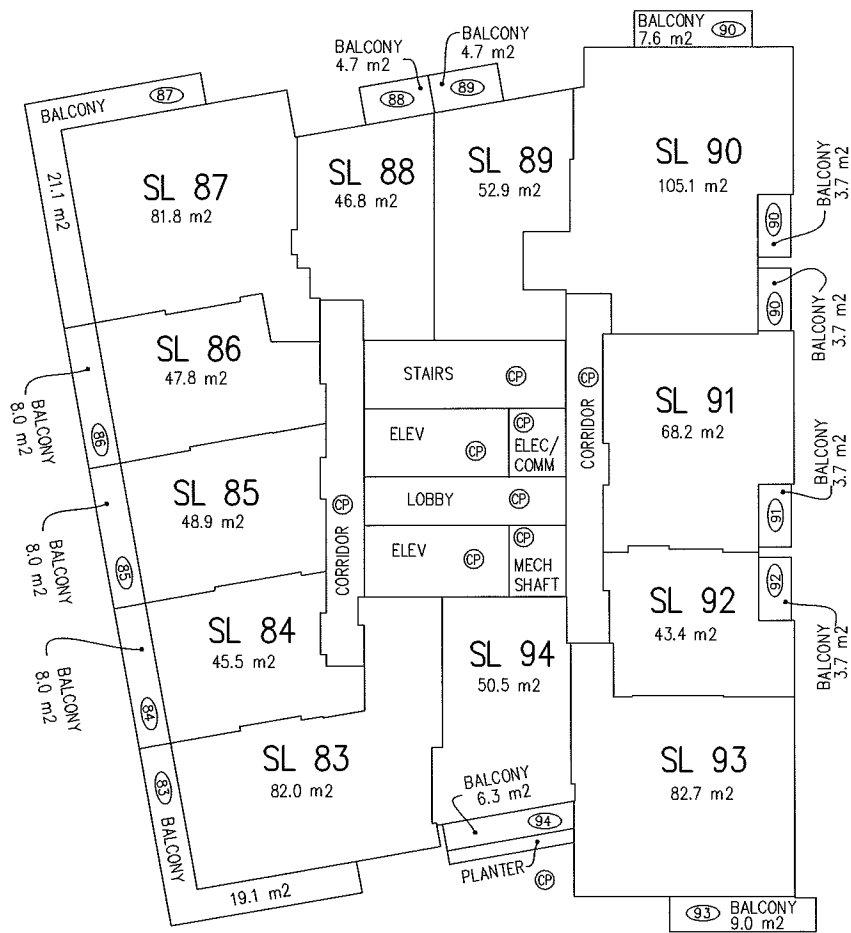 BALCONY 90
7.6 m2
BALCONY
4.7 m2
BALCONY
4.7 m2
88
89
BALCONY 87
21.1 m2
SL 87
81.8 m2
SL 88
46.8 m2
SL 89
52.9 m2
SL 90
105.1 m2
90
BALCONY
3.7 m2
90
BALCONY
3.7 m2
SL 86
47.8 m2
86
BALCONY
8.0 m2
STAIRS CP
ELEV CP
CP
ELEC/
COMM
CORRIDOR CP
SL 91
68.2 m2
91
BALCONY
3.7 m2
SL 85
48.9 m2
85
BALCONY
8.0 m2
CORRIDOR CP
LOBBY CP
ELEV CP
CP
MECH
SHAFT
SL 92
43.4 m2
92
BALCONY
3.7 m2
SL 84
45.5 m2
84
BALCONY
8.0 m2
SL 94
50.5 m2
SL 83
82.0 m2
83 BALCONY
19.1 m2
BALCONY
6.3 m2
94
PLANTER
CP
SL 93
82.7 m2
93 BALCONY
9.0 m2